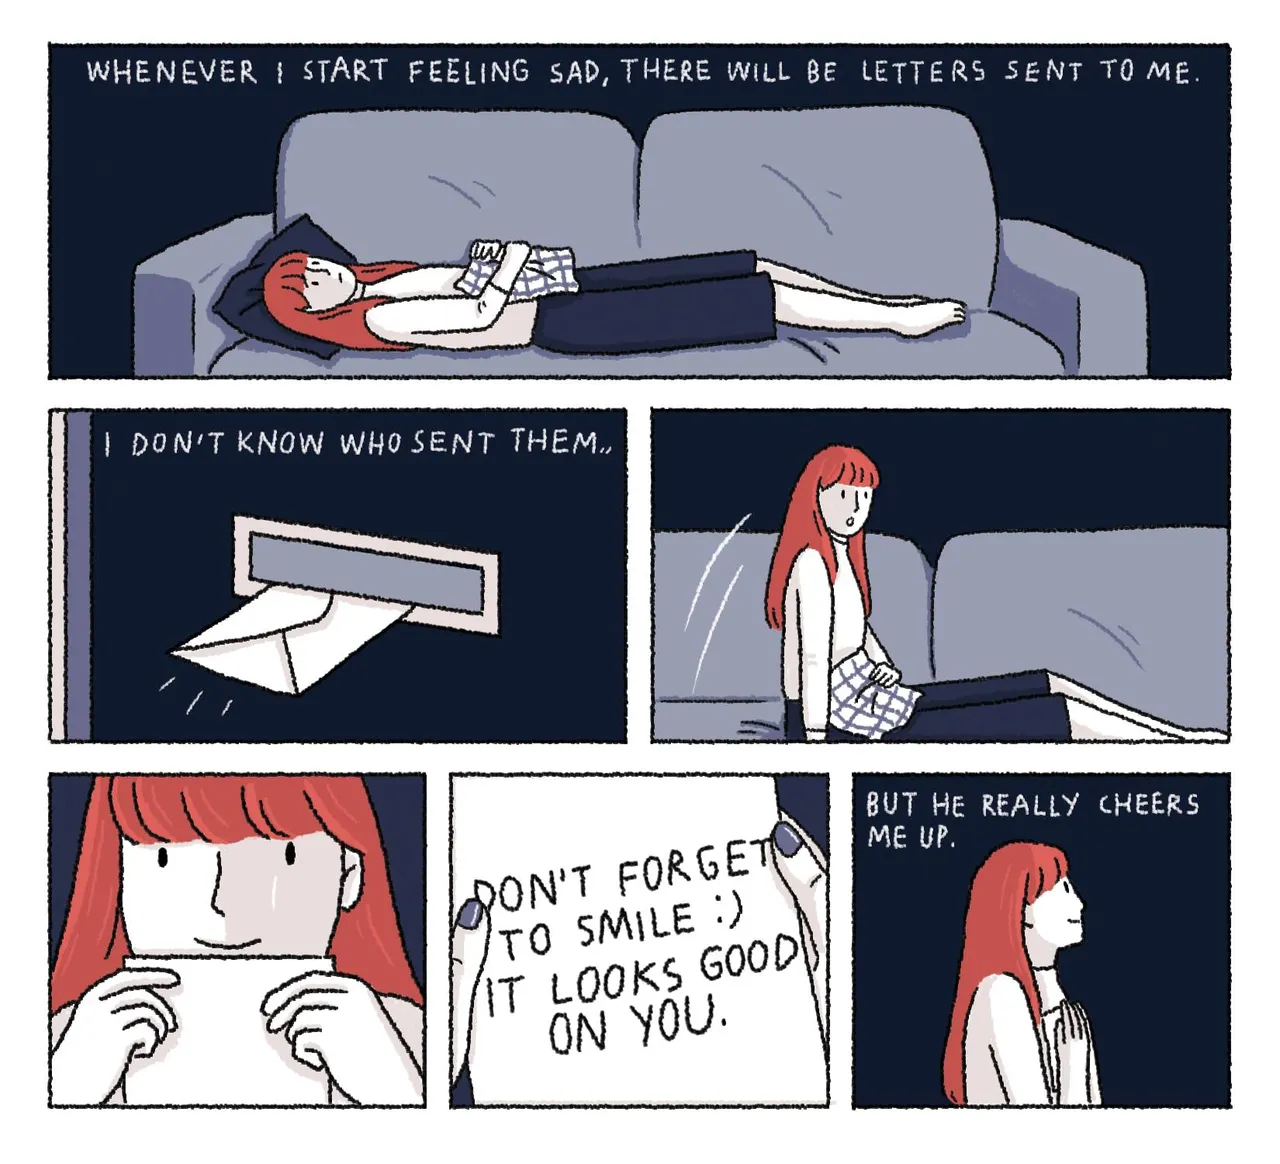 WHENEVER I START FEELING SAD, THERE WILL BE LETTERS SENT TO ME.
I DON'T KNOW WHO SENT THEM..
DON'T FORGET
TO SMILE :)
IT LOOKS GOOD
ON YOU.
BUT HE REALLY CHEERS
ME UP.